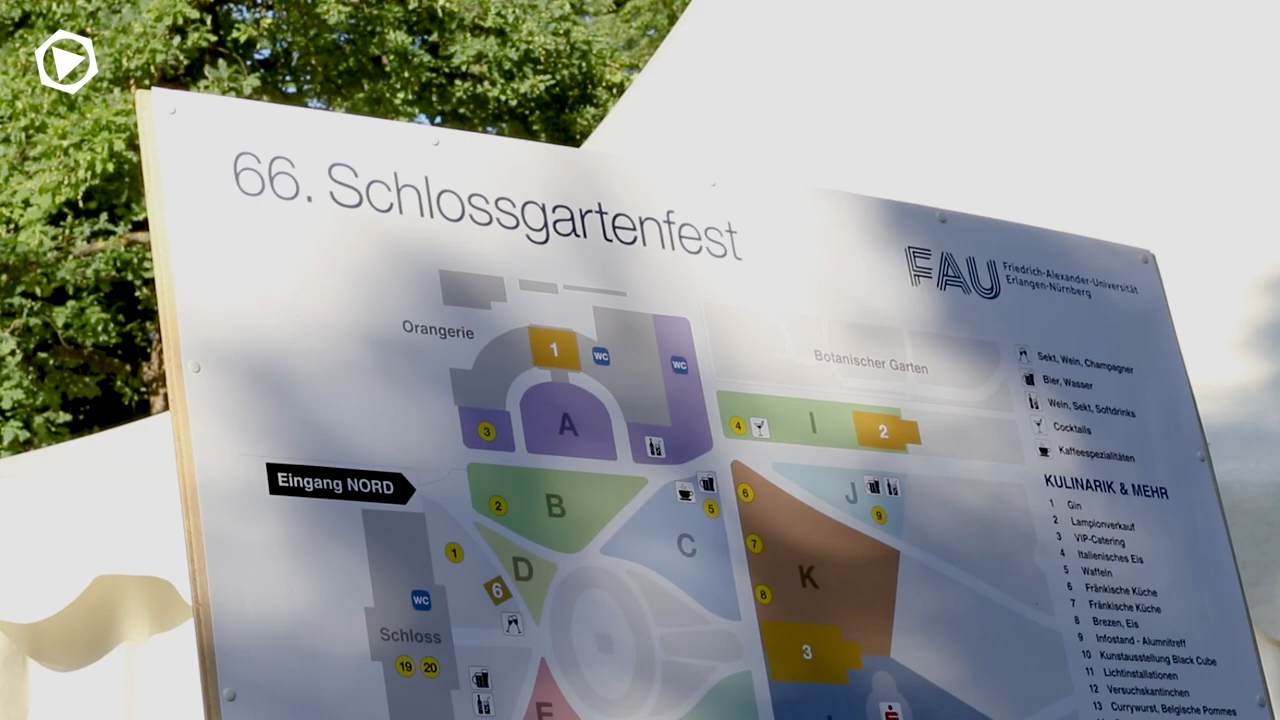 66. Schlossgartenfest
FAU Friedrich-Alexander-Universität
Erlangen-Nürnberg
Orangerie
1
WC
WC
Botanischer Garten
3
A
4
I
2
Eingang NORD
2
B
C
5
6
J
9
1
D
6
7
K
8
WC
Schloss
19 20
3
E
Sekt, Wein, Champagner
Bier, Wasser
Wein, Sekt, Softdrinks
Cocktails
Kaffeespezialitäten
KULINARIK & MEHR
1 Gin
2 Lampionverkauf
3 VIP-Catering
4 Italienisches Eis
5 Waffeln
6 Fränkische Küche
7 Fränkische Küche
8 Brezen, Eis
9 Infostand - Alumnitreff
10 Kunstausstellung Black Cube
11 Lichtinstallationen
12 Versuchskantinchen
13 Currywurst, Belgische Pommes